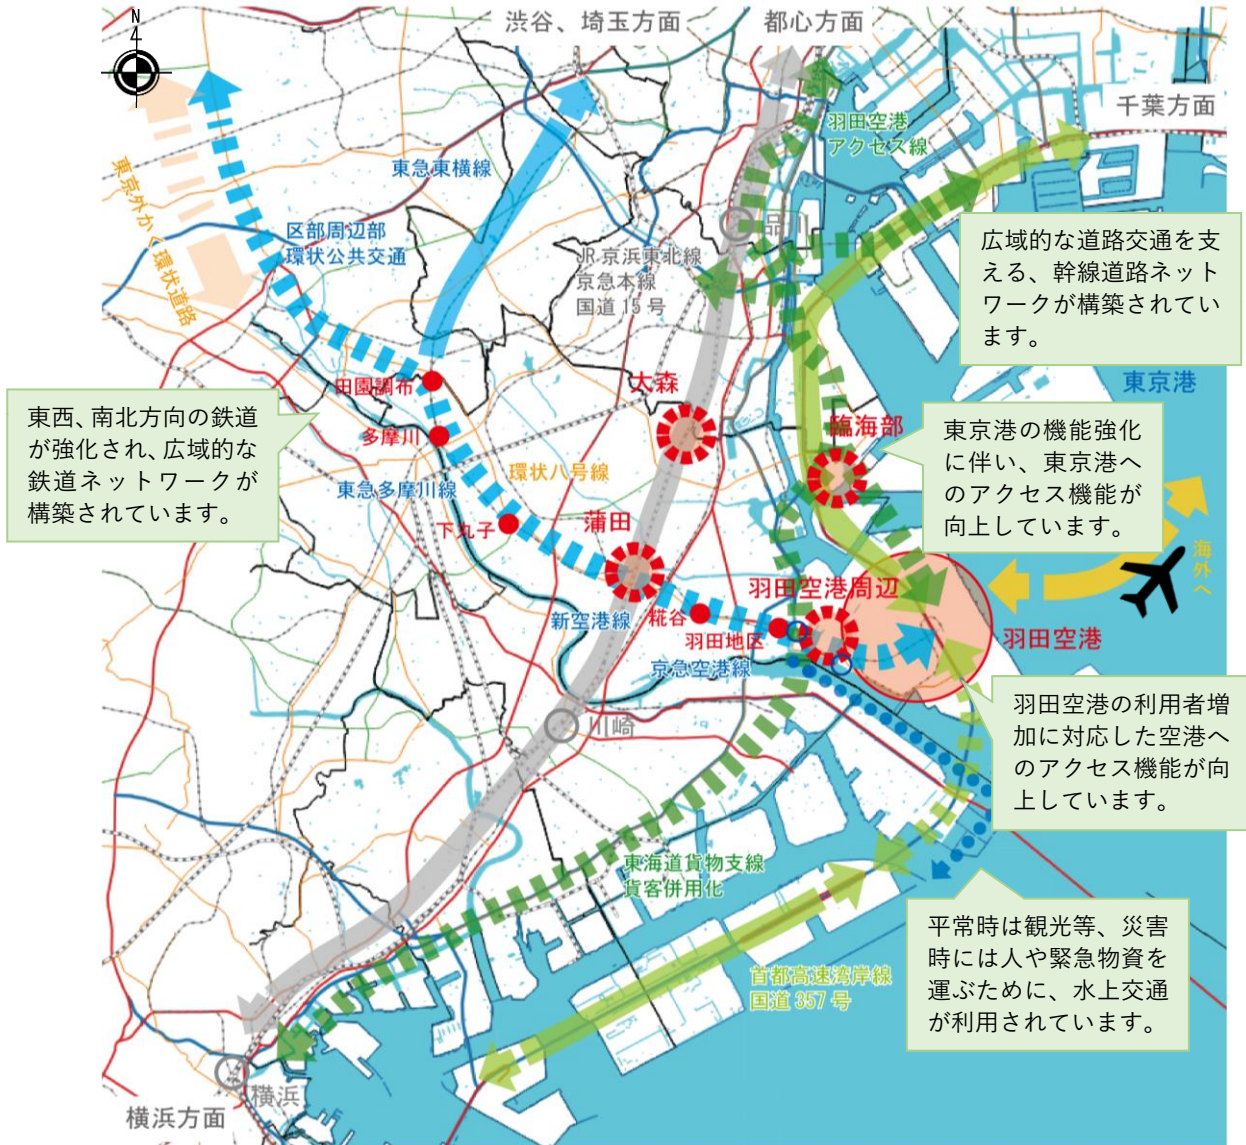 N
渋谷、埼玉方面
都心方面
千葉方面
羽田空港
アクセス線
東急東横線
東京外かく環状道路
区部周辺部
環状公共交通
品川
JR 京浜東北線
京急本線
国道 15 号
広域的な道路交通を支
える、幹線道路ネット
ワークが構築されてい
ます。
東京港
田園調布
大森
東西、南北方向の鉄道
が強化され、広域的な
鉄道ネットワークが
構築されています。
多摩川
臨海部
東京港の機能強化
に伴い、東京港へ
のアクセス機能が
向上しています。
環状八号線
東急多摩川線
下丸子
蒲田
海外へ
羽田空港周辺
新空港線
糀谷
羽田地区
羽田空港
京急空港線
羽田空港の利用者増
加に対応した空港へ
のアクセス機能が向
上しています。
川崎
東海道貨物支線
貨客併用化
平常時は観光等、災害
時には人や緊急物資を
運ぶために、水上交通
が利用されています。
首都高速湾岸線
国道 357 号
横浜
横浜方面